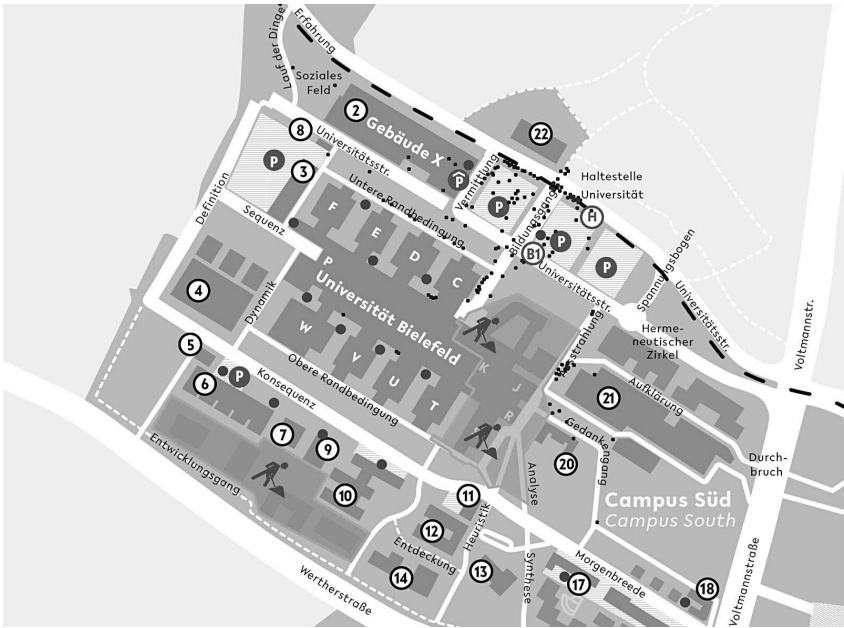 Erfahrung
Lauf der Dinge
Soziales
Feld
2
Gebäude X
22
8
Universitätsstr.
P
P
Vermittlung
Haltestelle
Universität
3
Untere Randbedingung
P
Bildungsgang
H
Definition
F
Sequenz
E
D
C
B1
P
P
Spannungsbogen
Universitätsstr.
Universitätsstr.
P
Universität Bielefeld
4
Dynamik
Voltmannstr.
Herme-
neutischer
Zirkel
W
V
U
T
K
J
R
Ausstrahlung
5
Obere Randbedingung
Konsequenz
6
P
Aufklärung
21
Gedankengang
7
9
Entwicklungsgang
20
Durch-
bruch
10
11
Analyse
Campus Süd
Campus South
12
Heuristik
Entdeckung
Morgenbreede
14
13
Synthese
17
18
Wertherstraße
Voltmannstraße